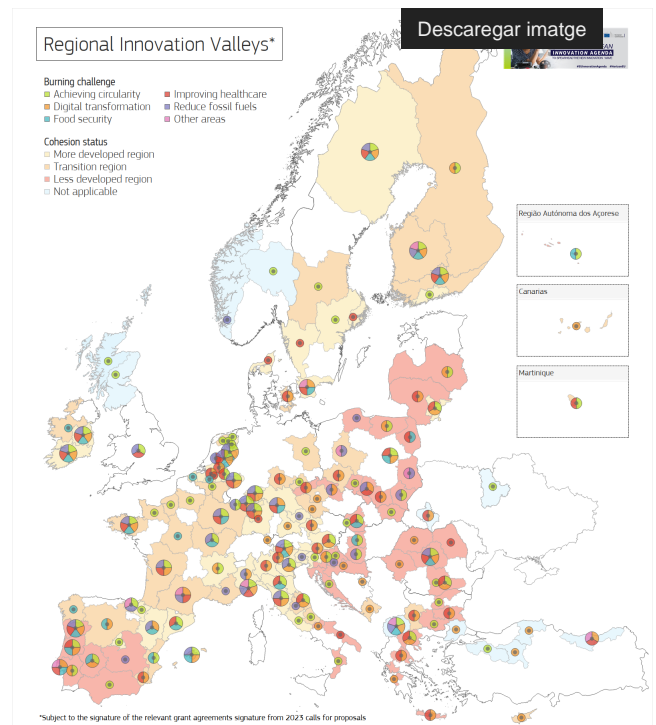 Descaregar imatge
Regional Innovation Valleys*
INNOVATION AGENDA
Burning challenge
Achieving circularity
Improving healthcare
Digital transformation
Reduce fossil fuels
Food security
Other areas
Cohesion status
More developed region
Transition region
Less developed region
Not applicable
Região Autónoma dos Açores
Canarias
Martinique
*Subject to the signature of the relevant grant agreements signature from 2023 calls for proposals